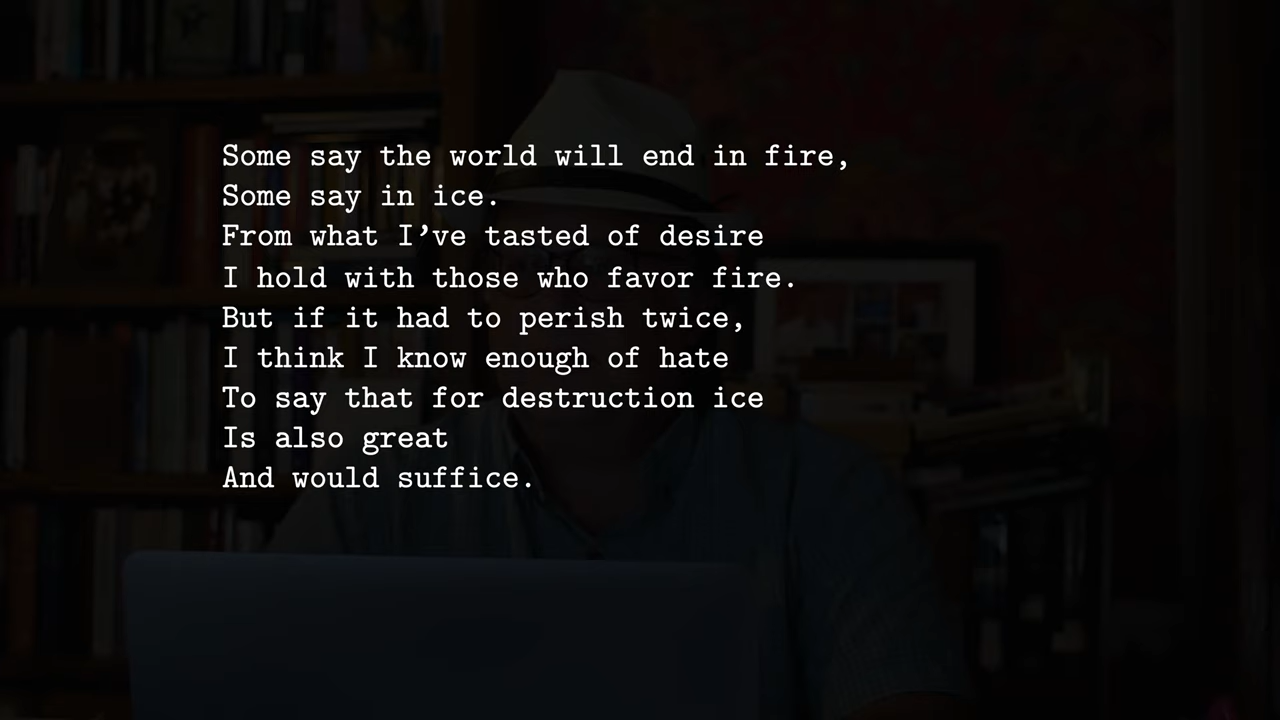 Some say the world will end in fire,
Some say in ice.
From what I’ve tasted of desire
I hold with those who favor fire.
But if it had to perish twice,
I think I know enough of hate
To say that for destruction ice
Is also great
And would suffice.